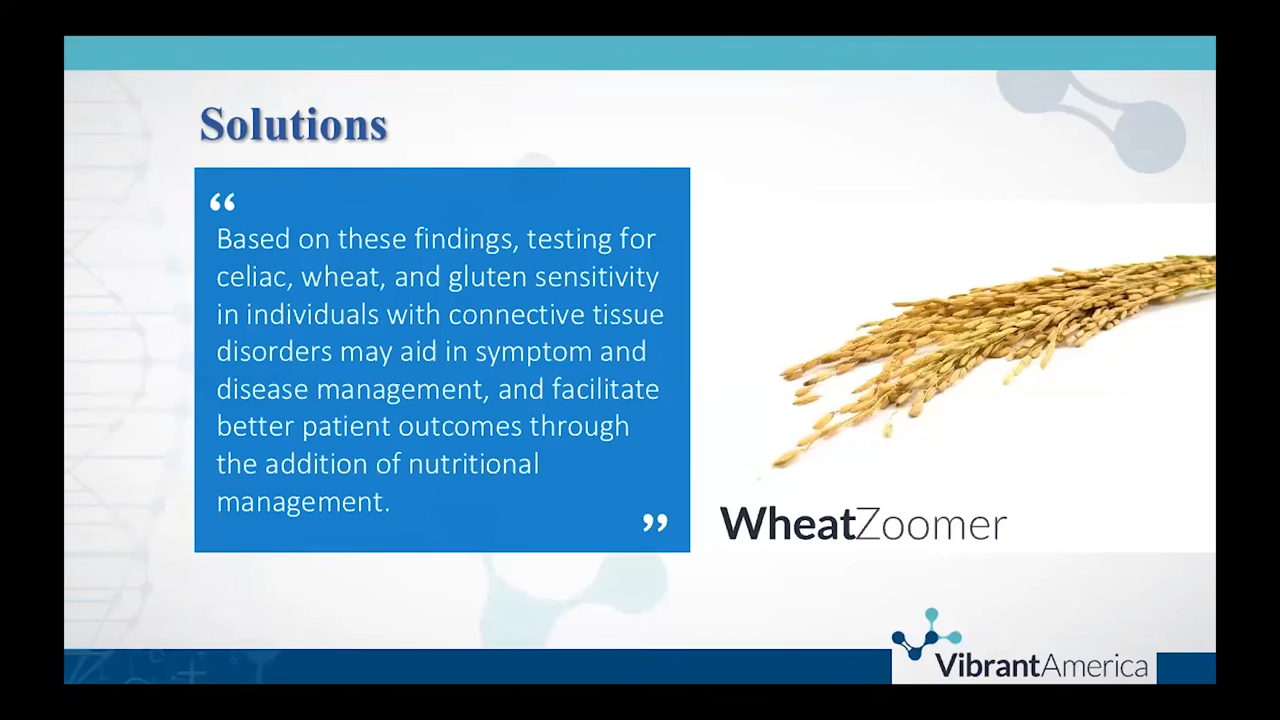 Solutions
“
Based on these findings, testing for
celiac, wheat, and gluten sensitivity
in individuals with connective tissue
disorders may aid in symptom and
disease management, and facilitate
better patient outcomes through
the addition of nutritional
management.
”
WheatZoomer
VibrantAmerica